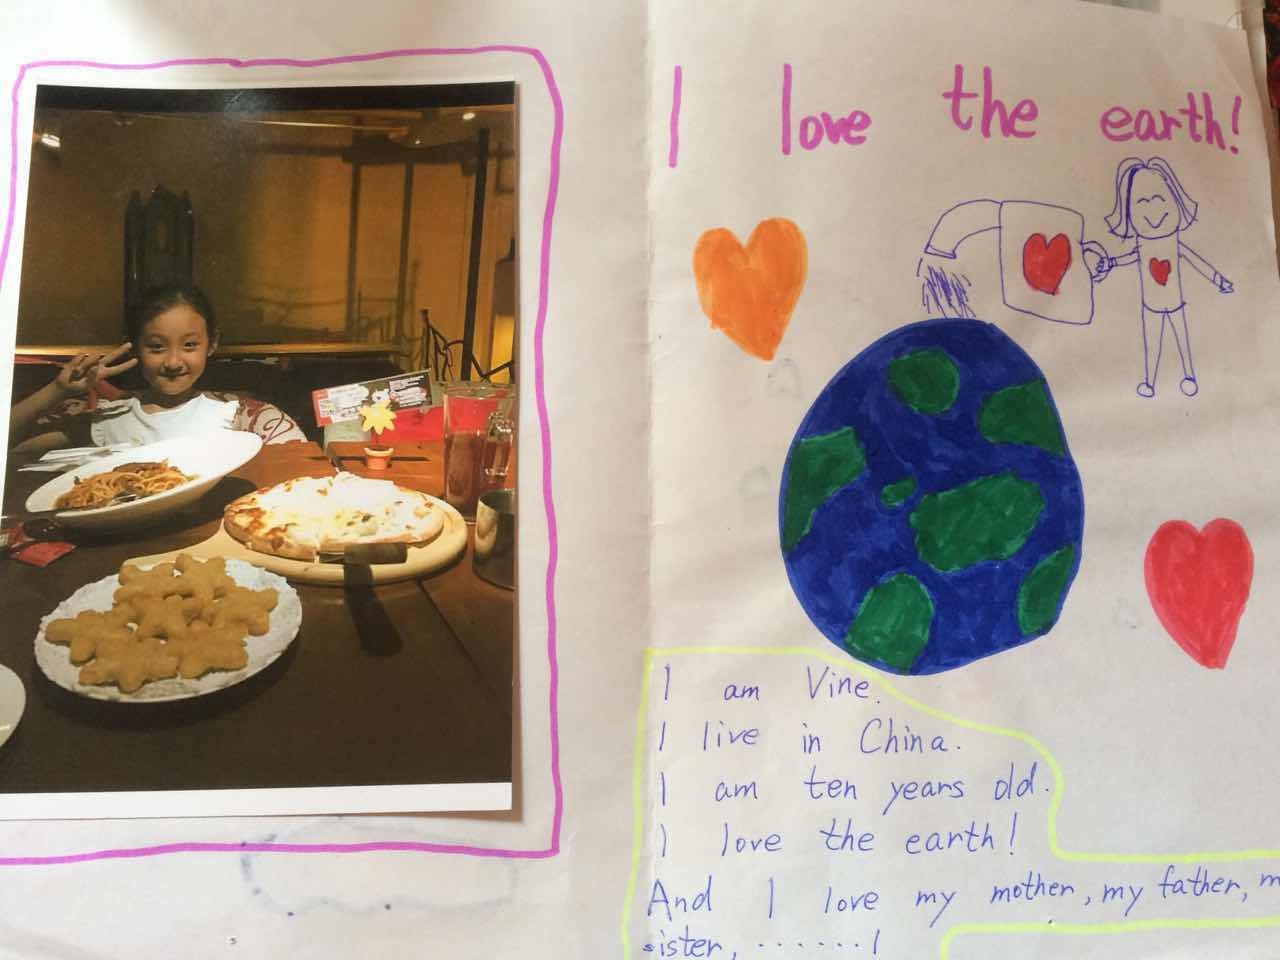 I love the earth!
I am Vine.
I live in China.
I am ten years old.
I love the earth!
And I love my mother, my father, m
sister, .......!